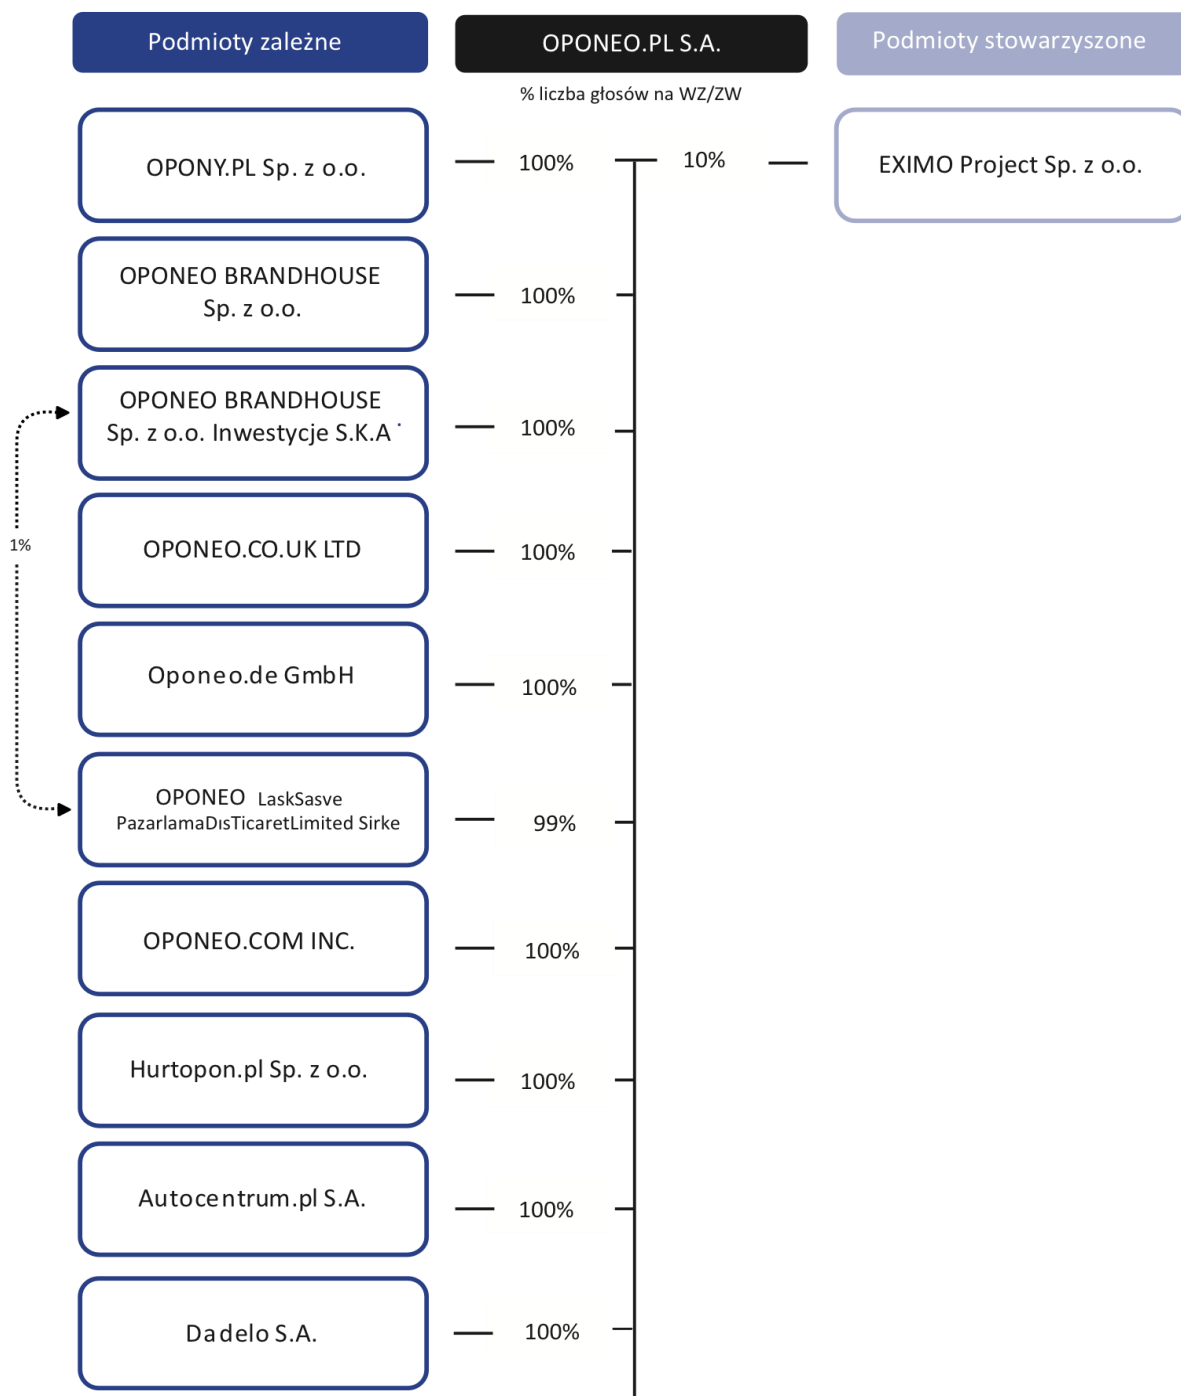 Podmioty zależne
OPONEO.PL S.A.
Podmioty stowarzyszone
% liczba głosów na WZ/ZW
OPONY.PL Sp. z o.o.
100%
10%
EXIMO Project Sp. z o.o.
OPONEO BRANDHOUSE
Sp. z o.o.
100%
OPONEO BRANDHOUSE
Sp. z o.o. Inwestycje S.K.A
100%
1%
OPONEO.CO.UK LTD
100%
Oponeo.de GmbH
100%
OPONEO LaskSasve
PazarlamaDısTicaretLimited Sirke
99%
OPONEO.COM INC.
100%
Hurtopon.pl Sp. z o.o.
100%
Autocentrum.pl S.A.
100%
Dadelo S.A.
100%